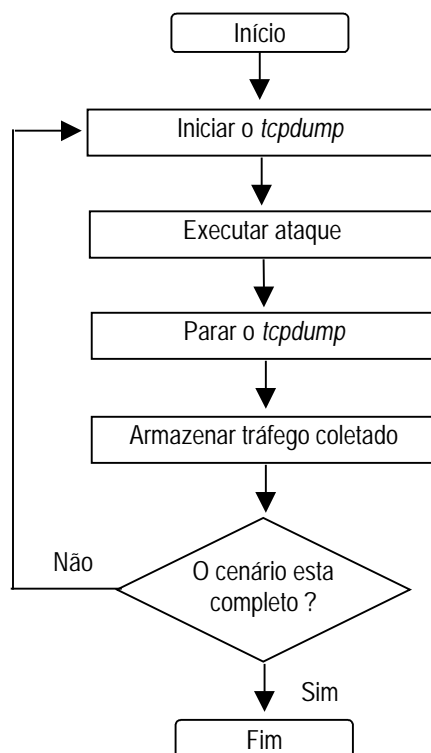 Início
Iniciar o tcpdump
Executar ataque
Parar o tcpdump
Armazenar tráfego coletado
Não
O cenário esta
completo ?
Sim
Fim